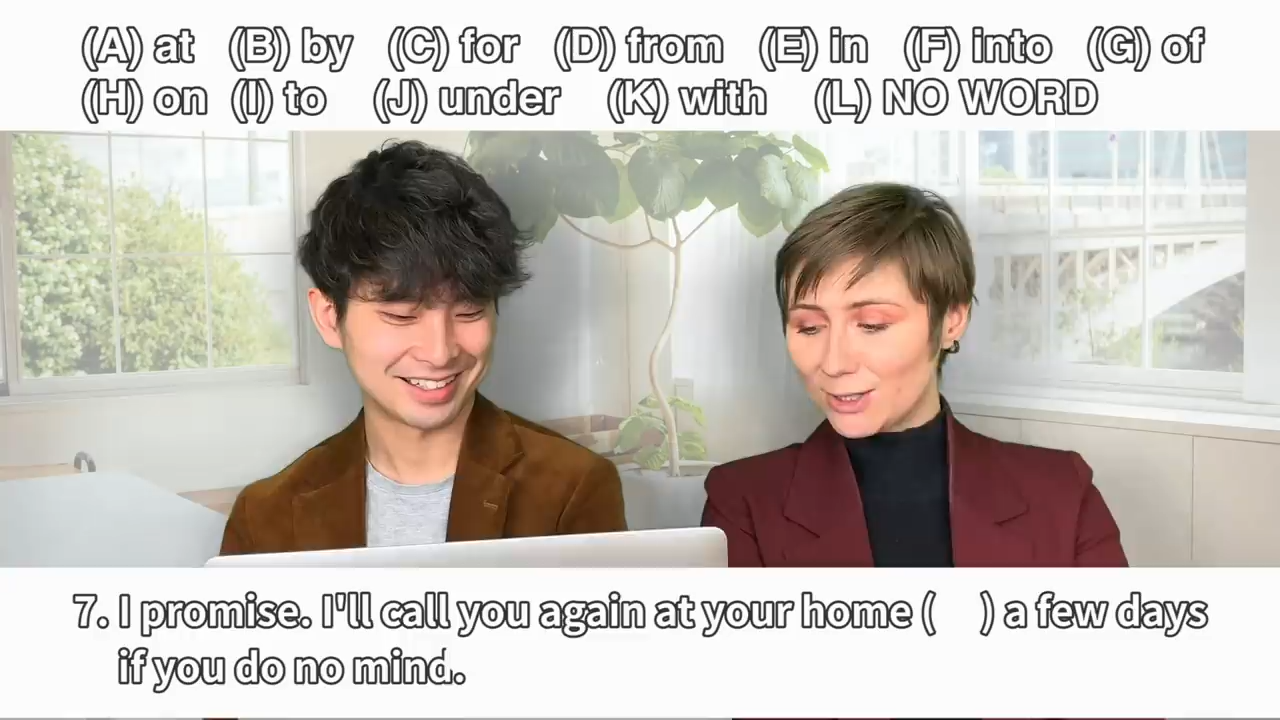 (A) at (B) by (C) for (D) from (E) in (F) into (G) of
(H) on (I) to (J) under (K) with (L) NO WORD
7. I promise. I'll call you again at your home ( ) a few days
if you do no mind.